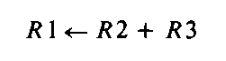 R1 ← R2 + R3